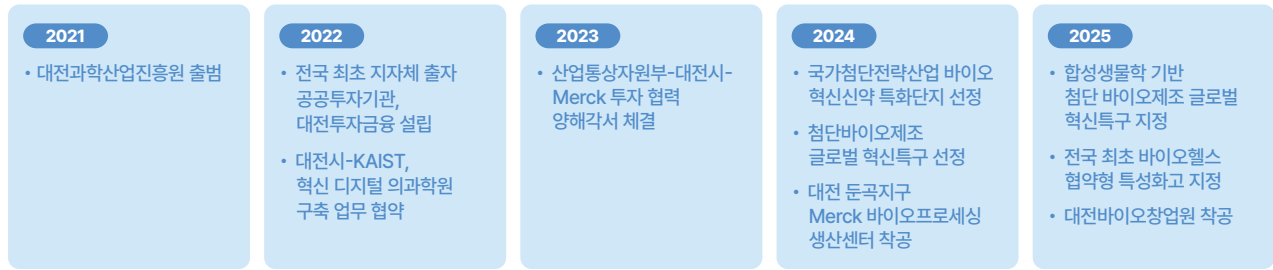 2021
• 대전과학산업진흥원 출범
2022
• 전국 최초 지자체 출자
공공투자기관,
대전투자금융 설립
• 대전시-KAIST,
혁신 디지털 의과학원
구축 업무 협약
2023
• 산업통상자원부-대전시-
Merck 투자 협력
양해각서 체결
2024
• 국가첨단전략산업 바이오
혁신신약 특화단지 선정
• 첨단바이오제조
글로벌 혁신특구 선정
• 대전 둔곡지구
Merck 바이오프로세싱
생산센터 착공
2025
• 합성생물학 기반
첨단 바이오제조 글로벌
혁신특구 지정
• 전국 최초 바이오헬스
협약형 특성화고 지정
• 대전바이오창업원 착공